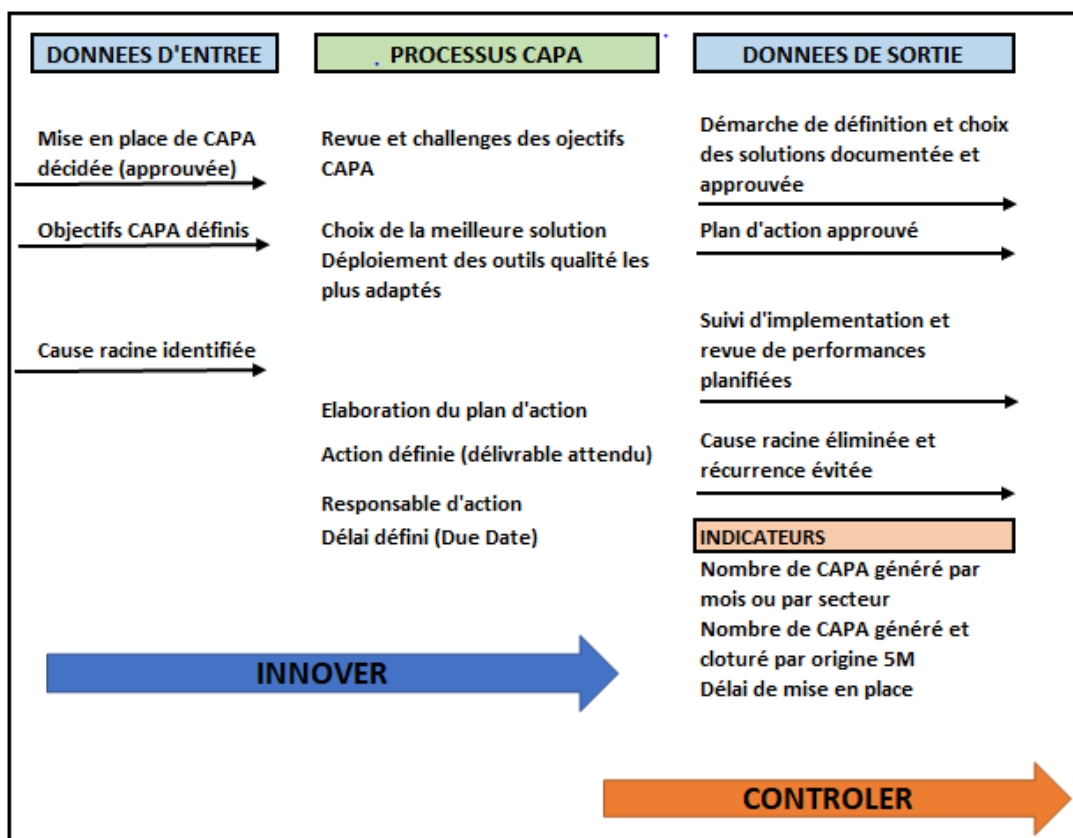 DONNEES D'ENTREE
PROCESSUS CAPA
DONNEES DE SORTIE
Mise en place de CAPA
décidée (approuvée)
Objectifs CAPA définis
Cause racine identifiée
Revue et challenges des ojectifs
CAPA
Choix de la meilleure solution
Déploiement des outils qualité les
plus adaptés
Elaboration du plan d'action
Action définie (délivrable attendu)
Responsable d'action
Délai défini (Due Date)
Démarche de définition et choix
des solutions documentée et
approuvée
Plan d'action approuvé
Suivi d'implementation et
revue de performances
planifiées
Cause racine éliminée et
récurrence évitée
INDICATEURS
Nombre de CAPA généré par
mois ou par secteur
Nombre de CAPA généré et
cloturé par origine 5M
Délai de mise en place
INNOVER
CONTROLER